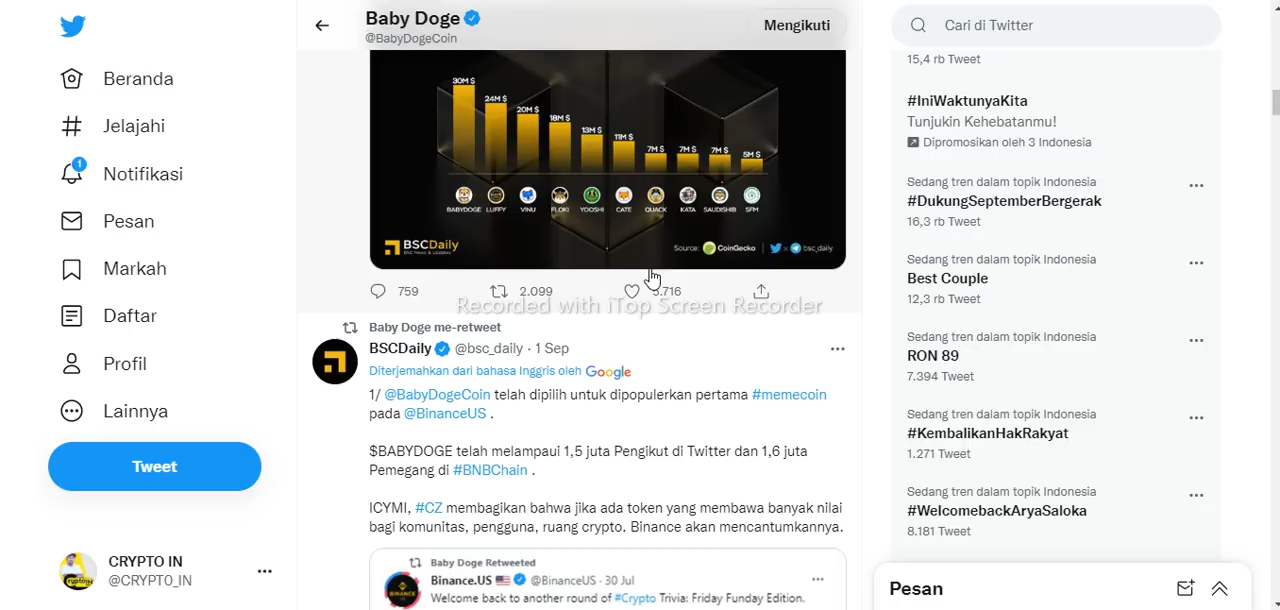 Baby Doge
@BabyDogeCoin
Mengikuti
Beranda
Jelajahi
1
Notifikasi
Pesan
Markah
Daftar
Profil
Lainnya
Tweet
CRYPTO IN
@CRYPTO_IN
30M $
24M $
20M $
18M $
13M $
11M $
7M $
7M $
7M $
5M $
BABYDOGE LUFFY VINU FLOKI YOOSHI CATE QUACK KATA SAUDISHIB SFM
BSCDaily
BSC News & Updates
Source: CoinGecko | x bsc_daily
759
2.099
5.716
Recorded with iTop Screen Recorder
Baby Doge me-retweet
BSCDaily @bsc_daily · 1 Sep
Diterjemahkan dari bahasa Inggris oleh Google
1/ @BabyDogeCoin telah dipilih untuk dipopulerkan pertama #memecoin
pada @BinanceUS .
$BABYDOGE telah melampaui 1,5 juta Pengikut di Twitter dan 1,6 juta
Pemegang di #BNBChain .
ICYMI, #CZ membagikan bahwa jika ada token yang membawa banyak nilai
bagi komunitas, pengguna, ruang crypto. Binance akan mencantumkannya.
Baby Doge Retweeted
Binance.US @BinanceUS · 30 Jul
Welcome back to another round of #Crypto Trivia: Friday Funday Edition.
BINANCE
Cari di Twitter
15,4 rb Tweet
#IniWaktunyaKita
Tunjukin Kehebatanmu!
Dipromosikan oleh 3 Indonesia
Sedang tren dalam topik Indonesia
#DukungSeptemberBergerak
16,3 rb Tweet
Sedang tren dalam topik Indonesia
Best Couple
12,3 rb Tweet
Sedang tren dalam topik Indonesia
RON 89
7.394 Tweet
Sedang tren dalam topik Indonesia
#KembalikanHakRakyat
1.271 Tweet
Sedang tren dalam topik Indonesia
#WelcomebackAryaSaloka
8.181 Tweet
Pesan